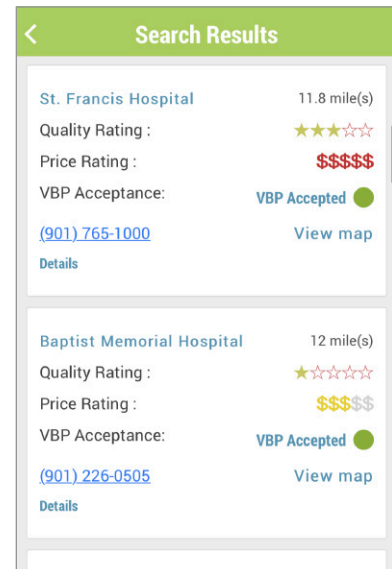 Search Results
St. Francis Hospital 11.8 mile(s)
Quality Rating : ★★★☆☆
Price Rating : $$$$$
VBP Acceptance: VBP Accepted
(901) 765-1000 View map
Details
Baptist Memorial Hospital 12 mile(s)
Quality Rating : ★☆☆☆☆
Price Rating : $$$$$
VBP Acceptance: VBP Accepted
(901) 226-0505 View map
Details